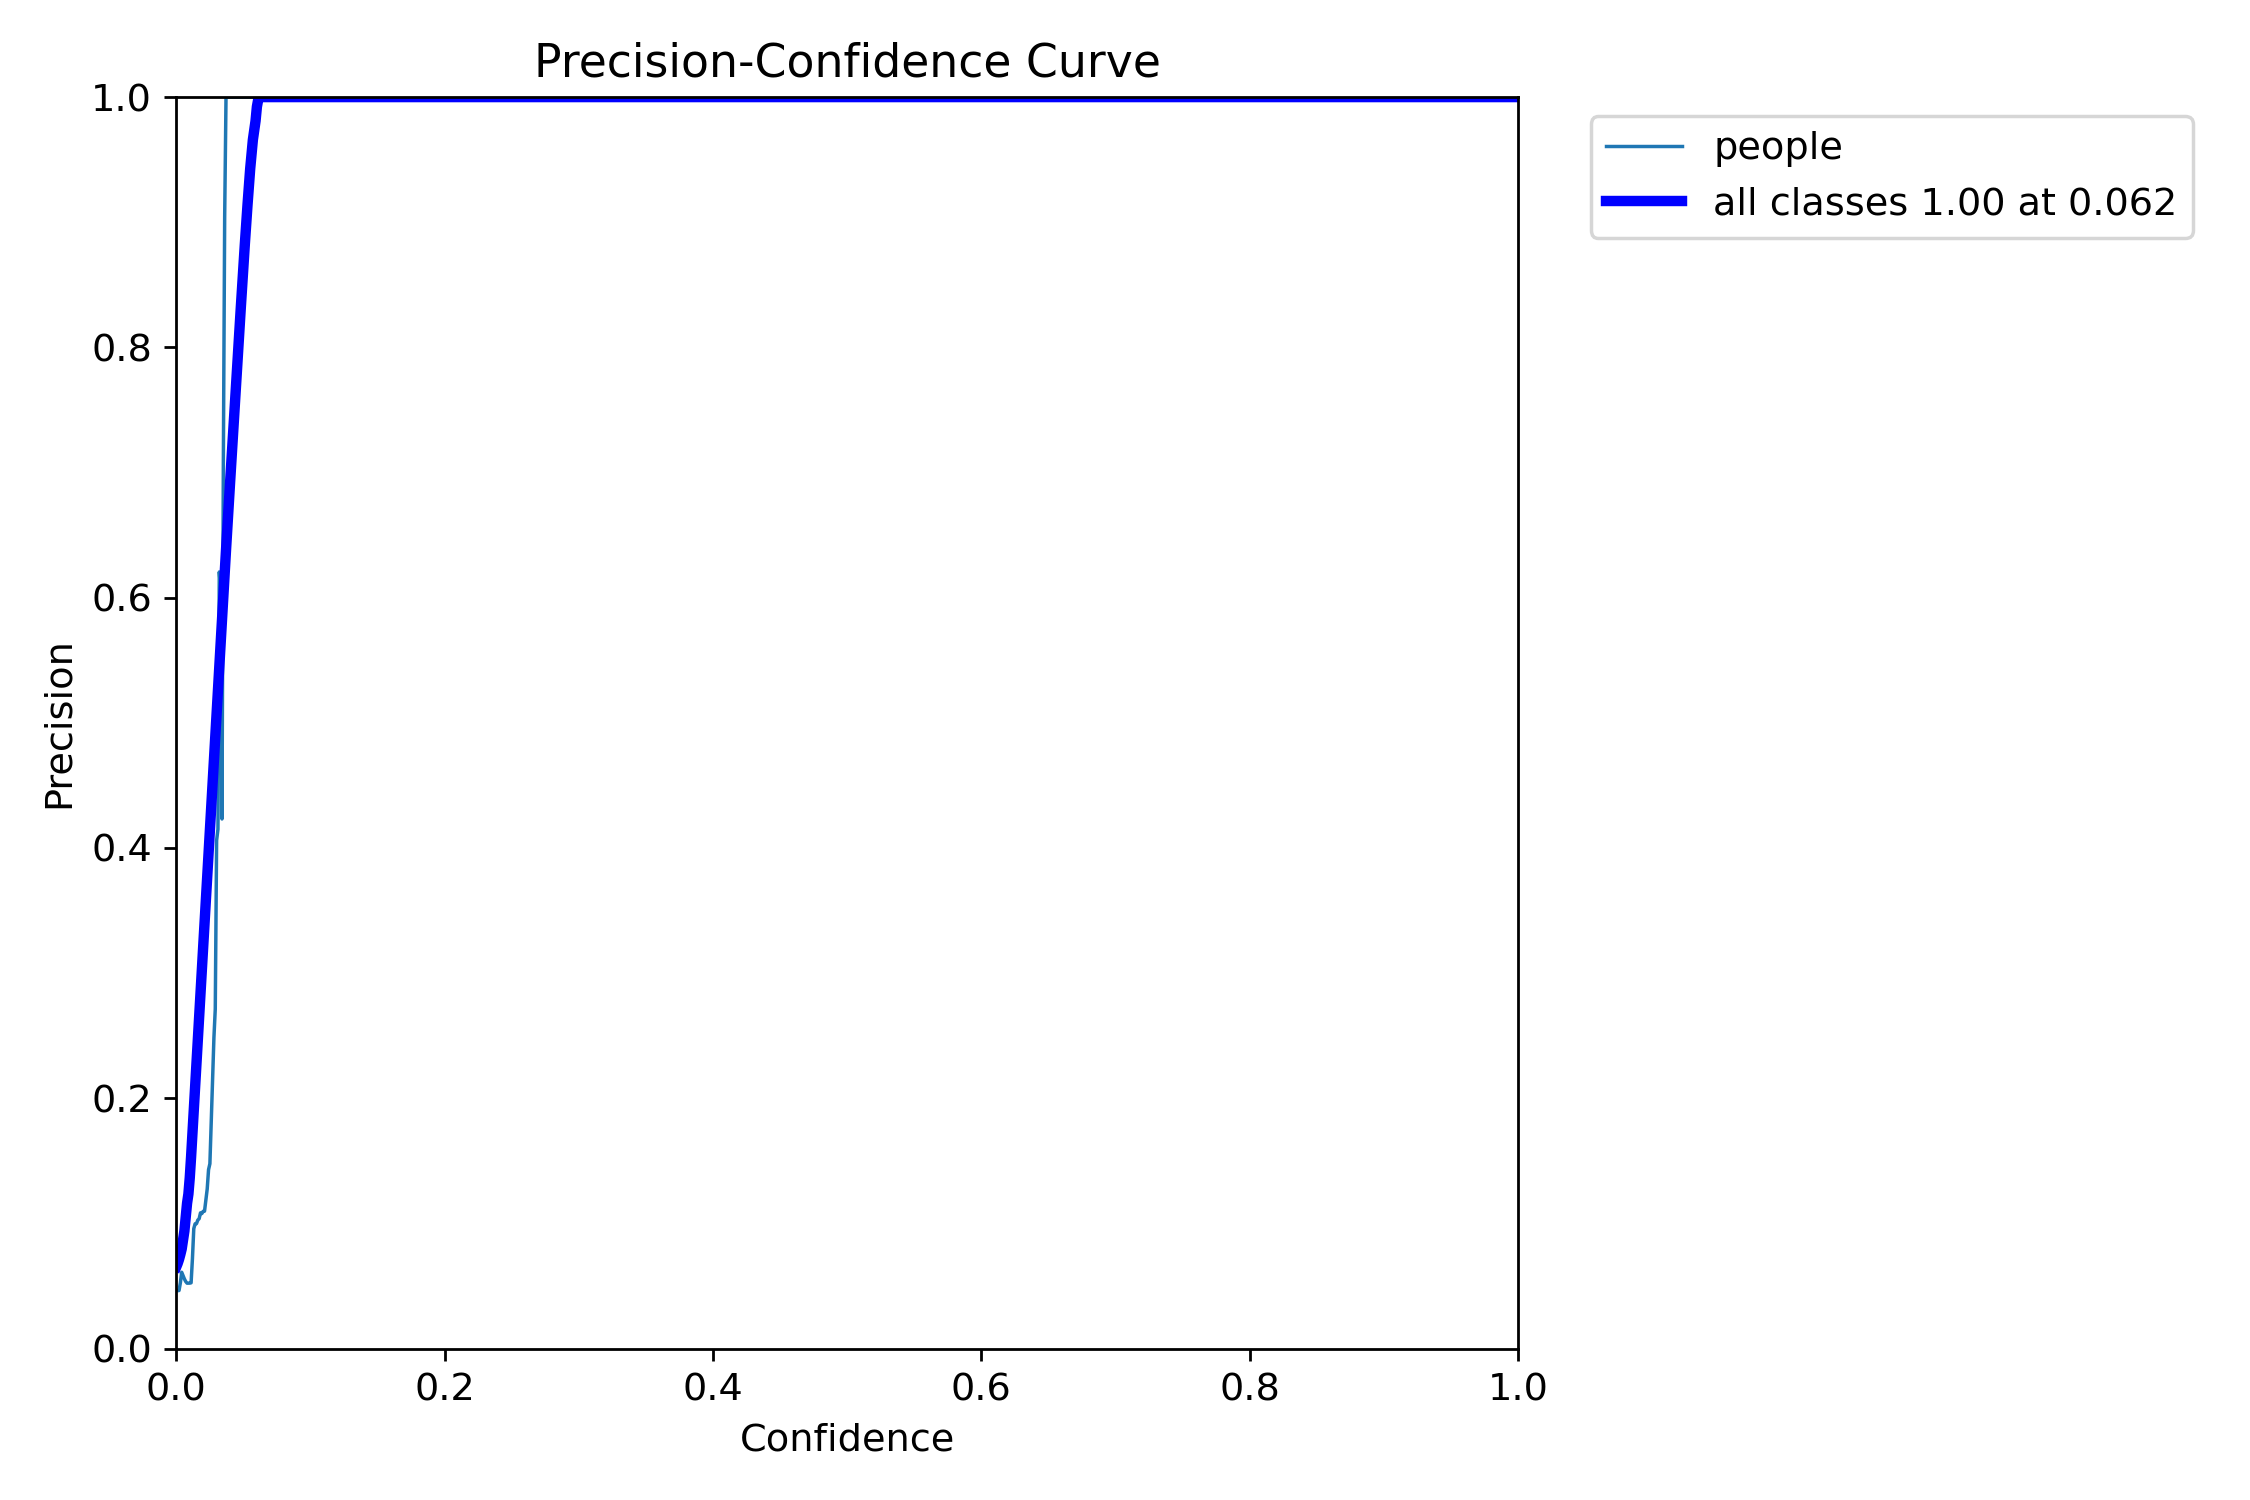 Precision-Confidence Curve
1.0
0.8
0.6
0.4
0.2
0.0
Precision
0.0 0.2 0.4 0.6 0.8 1.0
Confidence
people
all classes 1.00 at 0.062